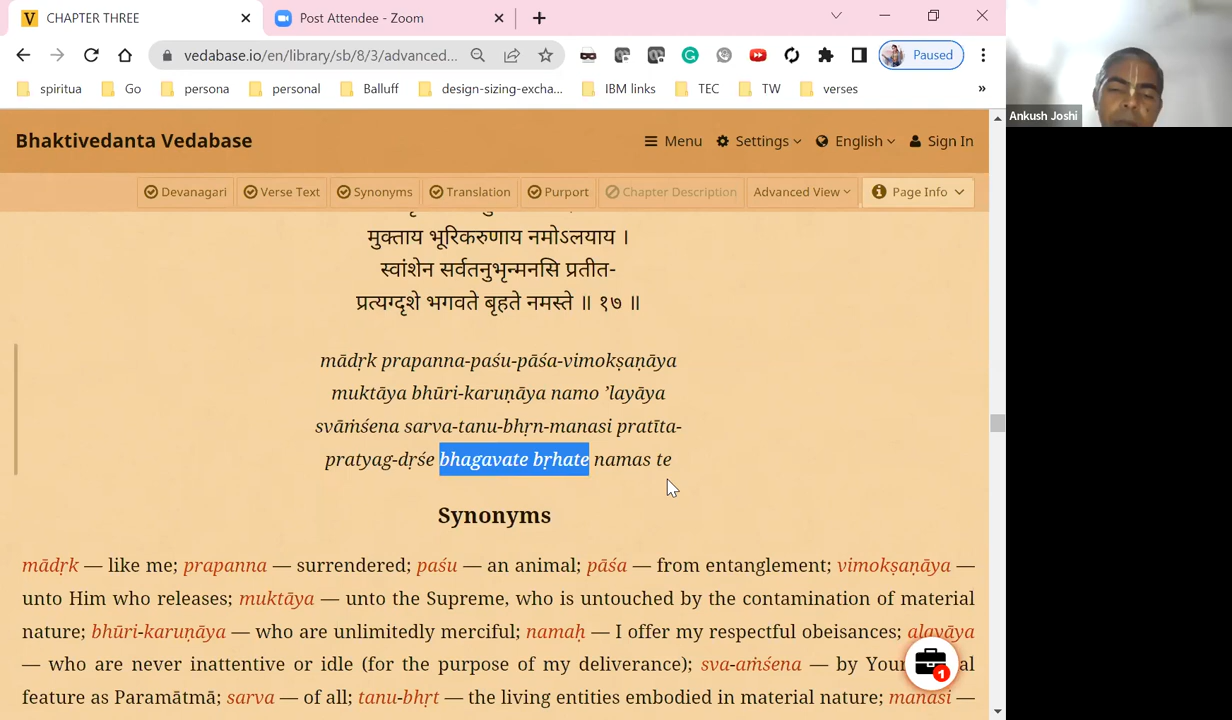 CHAPTER THREE
Post Attendee - Zoom
vedabase.io/en/library/sb/8/3/advanced...
Paused
spiritua
Go
persona
personal
Balluff
design-sizing-excha...
IBM links
TEC
TW
verses
»
Ankush Joshi
Bhaktivedanta Vedabase
Menu
Settings
English
Sign In
Devanagari
Verse Text
Synonyms
Translation
Purport
Chapter Description
Advanced View
Page Info
मुक्ताय भूरिकरुणाय नमोऽलयाय ।
स्वांशेन सर्वतनुभृन्मनसि प्रतीत-
प्रत्यग्दृशे भगवते बृहते नमस्ते ॥ १७ ॥
mādṛk prapanna-paśu-pāśa-vimokṣaṇāya
muktāya bhūri-karuṇāya namo ’layāya
svāṁśena sarva-tanu-bhṛn-manasi pratīta-
pratyag-dṛśe bhagavate bṛhate namas te
Synonyms
mādṛk — like me; prapanna — surrendered; paśu — an animal; pāśa — from entanglement; vimokṣaṇāya —
unto Him who releases; muktāya — unto the Supreme, who is untouched by the contamination of material
nature; bhūri-karuṇāya — who are unlimitedly merciful; namaḥ — I offer my respectful obeisances; alayāya
— who are never inattentive or idle (for the purpose of my deliverance); sva-aṁśena — by Your
feature as Paramātmā; sarva — of all; tanu-bhṛt — the living entities embodied in material nature; manasi —
1